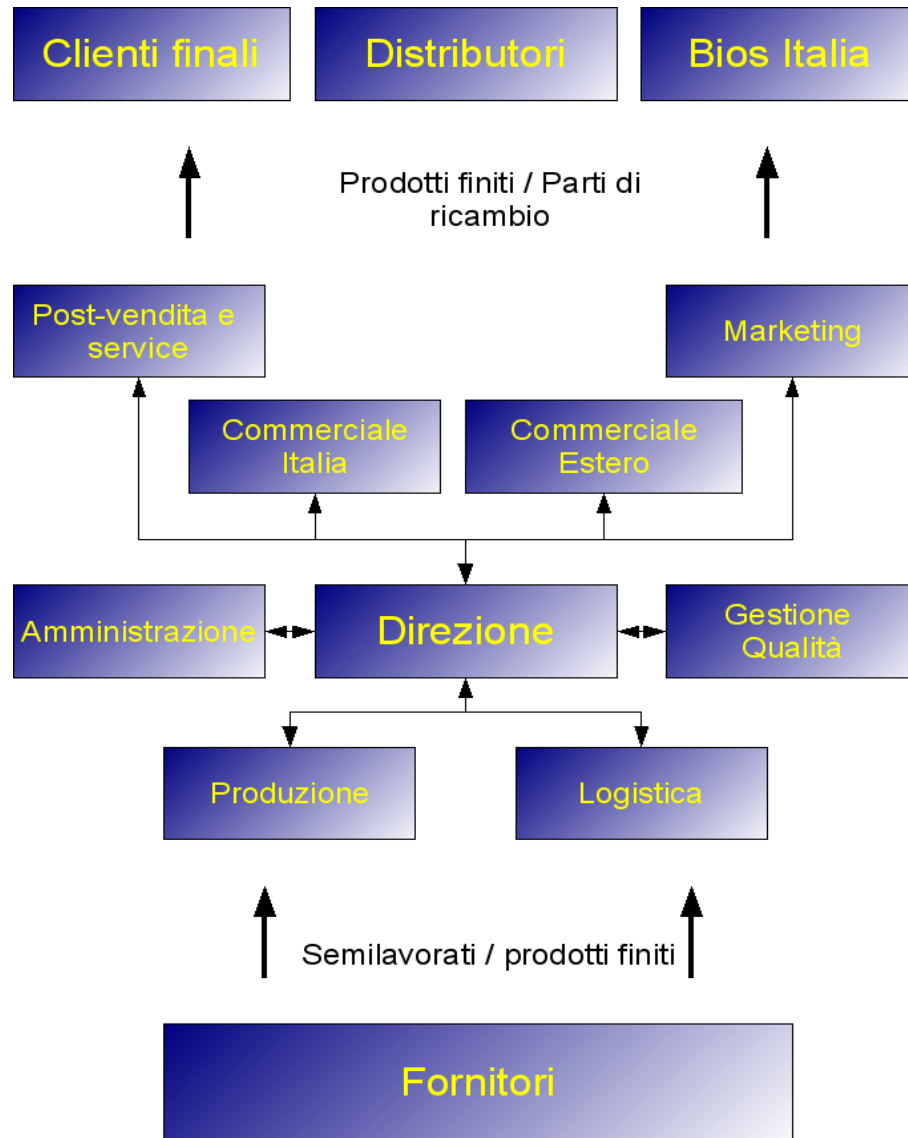 Clienti finali
Distributori
Bios Italia
Prodotti finiti / Parti di
ricambio
Post-vendita e
service
Marketing
Commerciale
Italia
Commerciale
Estero
Amministrazione
Direzione
Gestione
Qualità
Produzione
Logistica
Semilavorati / prodotti finiti
Fornitori